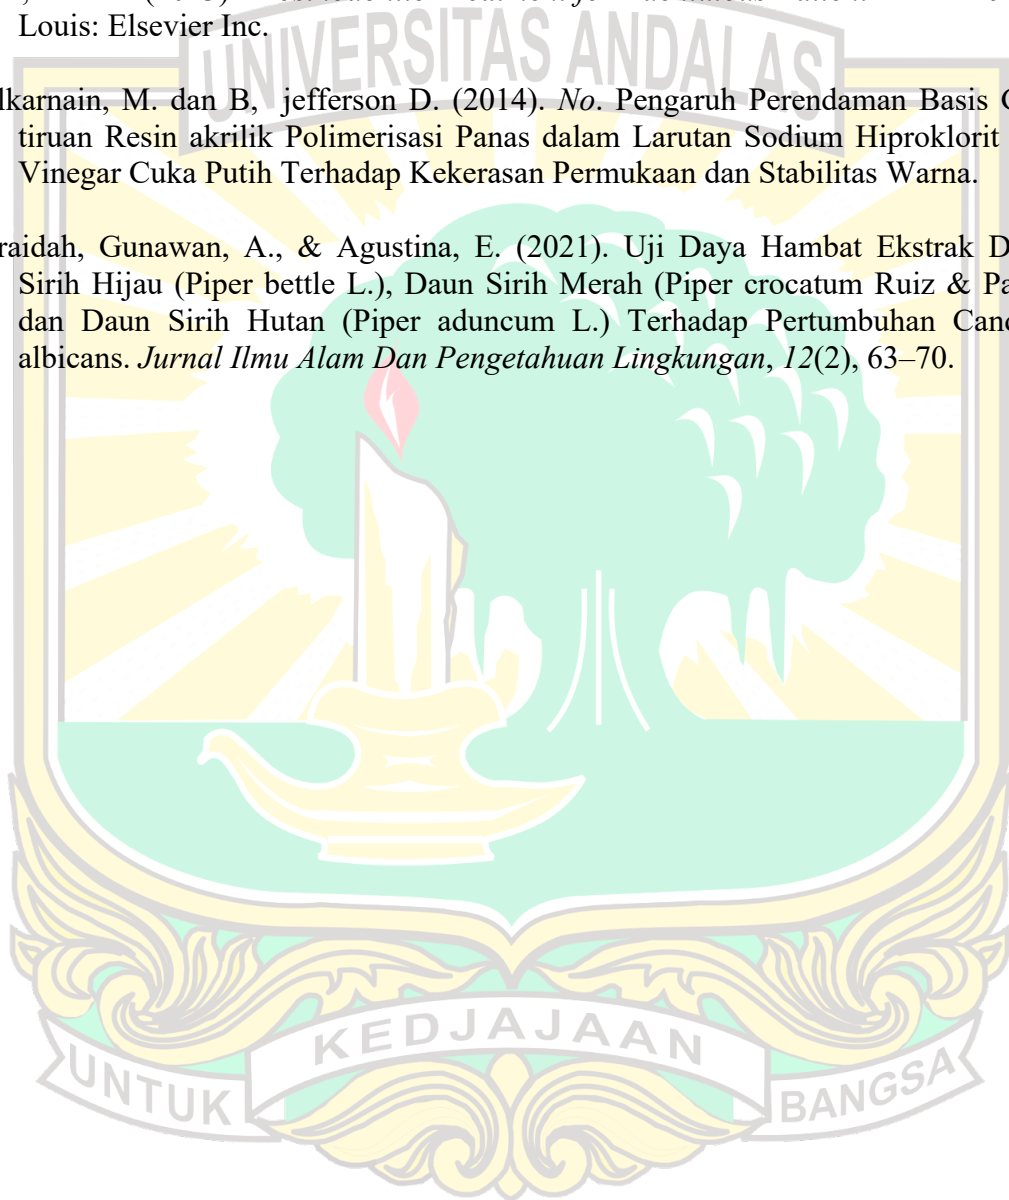 Louis: Elsevier Inc.
UNIVERSITAS ANDALAS
lkarnain, M. dan B, jefferson D. (2014). No. Pengaruh Perendaman Basis
tiruan Resin akrilik Polimerisasi Panas dalam Larutan Sodium Hiproklorit
Vinegar Cuka Putih Terhadap Kekerasan Permukaan dan Stabilitas Warna.
raidah, Gunawan, A., & Agustina, E. (2021). Uji Daya Hambat Ekstrak D
Sirih Hijau (Piper bettle L.), Daun Sirih Merah (Piper crocatum Ruiz & Pa
dan Daun Sirih Hutan (Piper aduncum L.) Terhadap Pertumbuhan Cand
albicans. Jurnal Ilmu Alam Dan Pengetahuan Lingkungan, 12(2), 63–70.
KEDJAJAAN
UNTUK
BANGSA